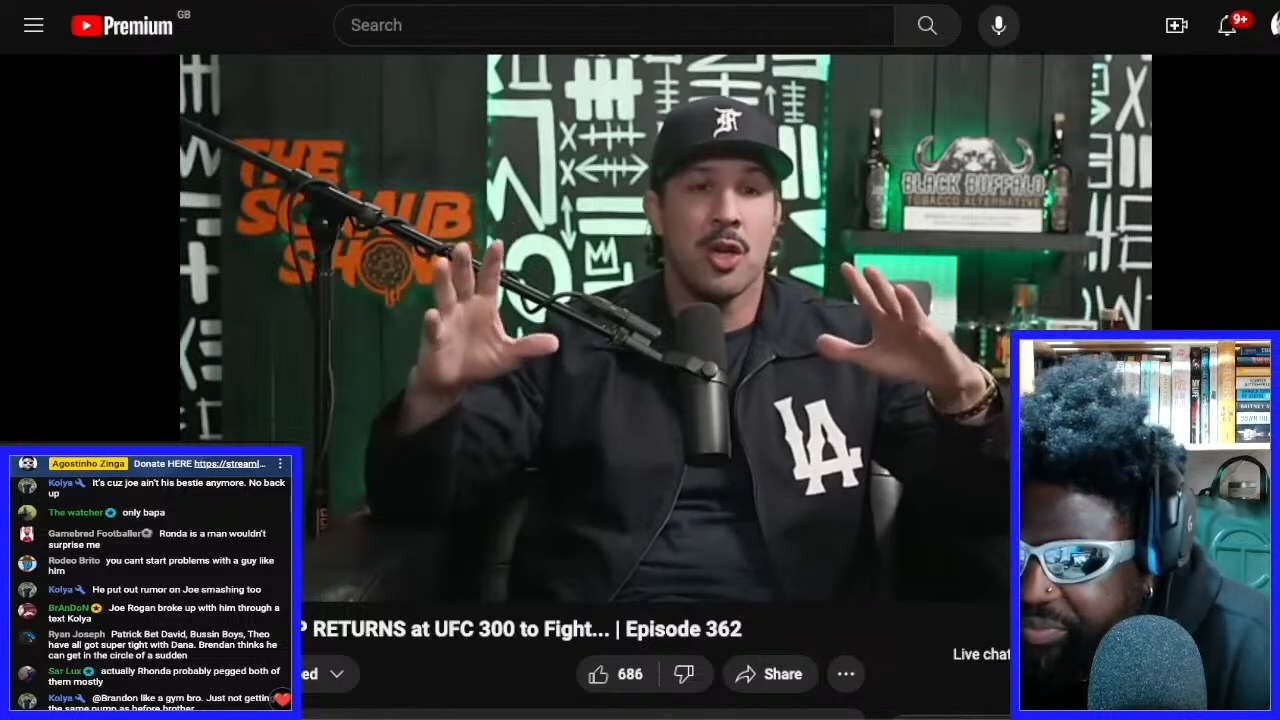 Premium GB
Search
9+
THE
SCHAUB
SHOW
BLACK BUFFALO
TOBACCO ALTERNATIVE
LA
P RETURNS at UFC 300 to Fight... | Episode 362
ed
686
Share
Live chat
Agostinho Zinga Donate HERE https://streaml...
Kolya It's cuz joe ain't his bestie anymore. No back
up
The watcher only bapa
Gamebred Footballer Ronda is a man wouldn't
surprise me
Rodeo Brito you cant start problems with a guy like
him
Kolya He put out rumor on Joe smashing too
BrAnDoN Joe Rogan broke up with him through a
text Kolya
Ryan Joseph Patrick Bet David, Bussin Boys, Theo
have all got super tight with Dana. Brendan thinks he
can get in the circle of a sudden
Sar Lux actually Rhonda probably pegged both of
them mostly
Kolya @Brandon like a gym bro. Just not getting
the same pump as before brother